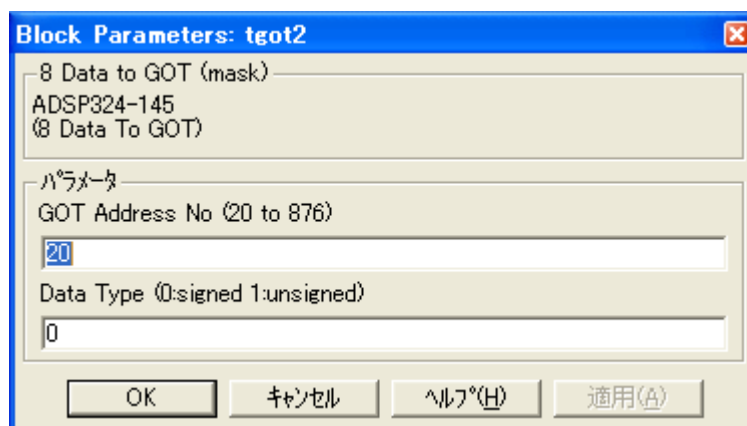 Block Parameters: tgot2
8 Data to GOT (mask)
ADSP324-145
(8 Data To GOT)
パラメータ
GOT Address No (20 to 876)
20
Data Type (0:signed 1:unsigned)
0
OK キャンセル ヘルプ(H) 適用(A)